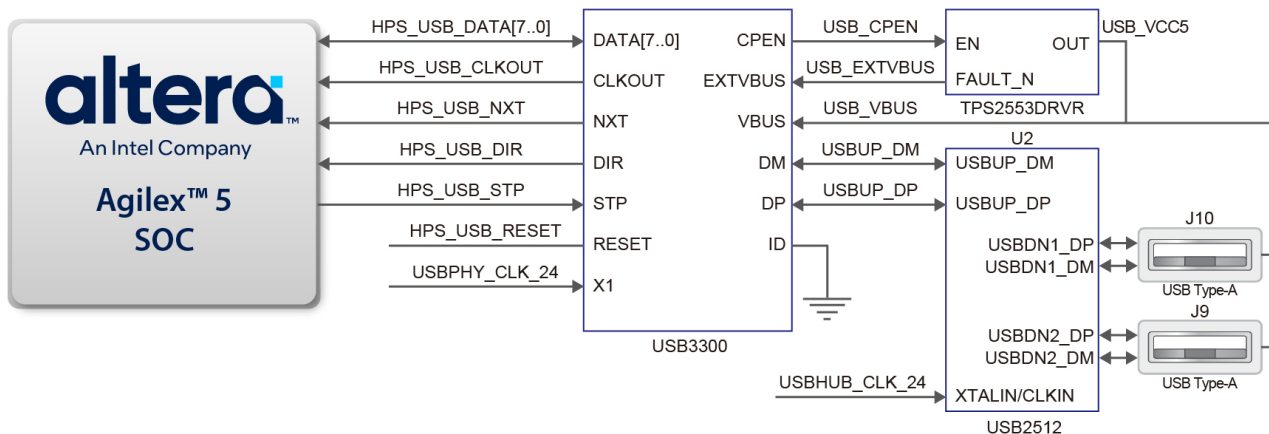 altera™
An Intel Company
Agilex™ 5
SOC
HPS_USB_DATA[7..0]
HPS_USB_CLKOUT
HPS_USB_NXT
HPS_USB_DIR
HPS_USB_STP
HPS_USB_RESET
USBPHY_CLK_24
DATA[7..0]
CLKOUT
NXT
DIR
STP
RESET
X1
CPEN
EXTVBUS
VBUS
DM
DP
ID
USB3300
USB_CPEN
USB_EXTVBUS
USB_VBUS
USBUP_DM
USBUP_DP
EN
OUT
FAULT_N
TPS2553DRVR
USB_VCC5
U2
USBUP_DM
USBUP_DP
USBDN1_DP
USBDN1_DM
USBDN2_DP
USBDN2_DM
USBHUB_CLK_24
XTALIN/CLKIN
USB2512
J10
USB Type-A
J9
USB Type-A